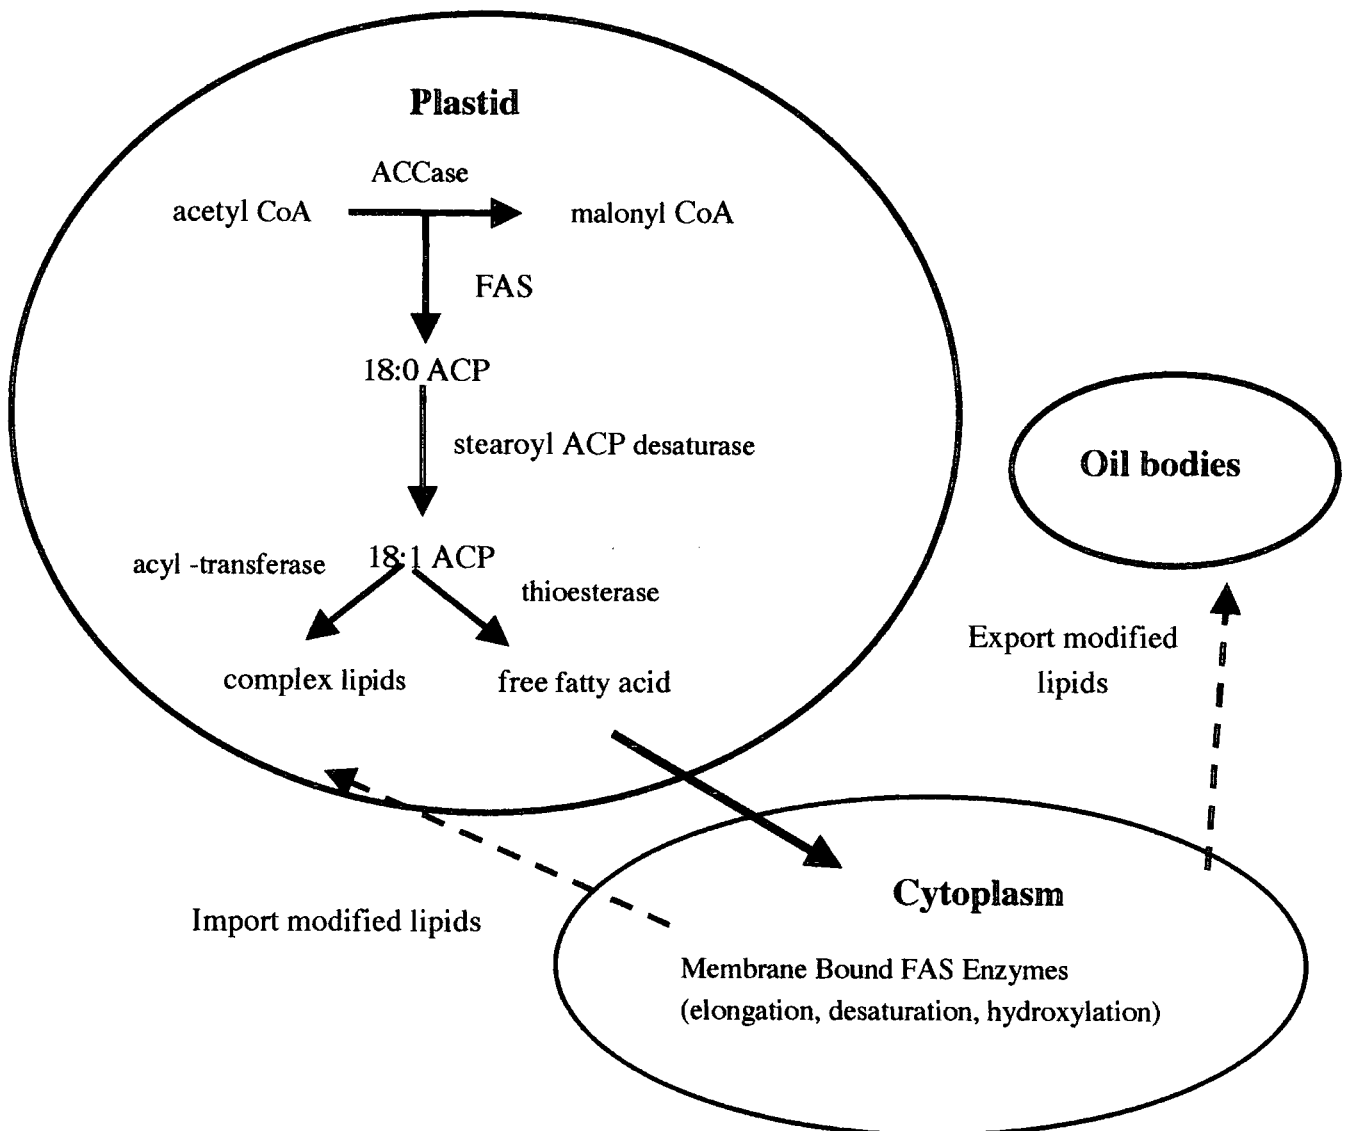 Plastid
ACCase
acetyl CoA
malonyl CoA
FAS
18:0 ACP
stearoyl ACP desaturase
acyl -transferase
18:1 ACP
thioesterase
complex lipids
free fatty acid
Oil bodies
Export modified
lipids
Import modified lipids
Cytoplasm
Membrane Bound FAS Enzymes
(elongation, desaturation, hydroxylation)